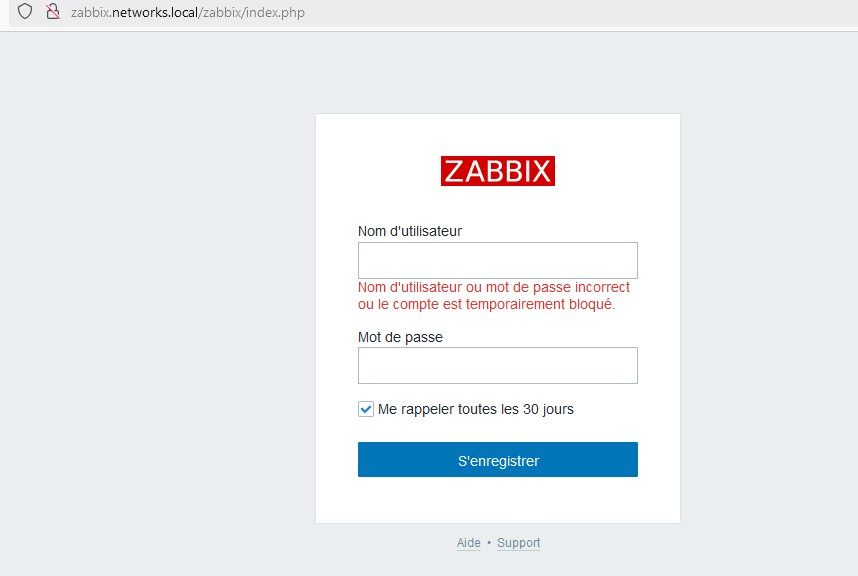 zabbix.networks.local/zabbix/index.php
ZABBIX
Nom d'utilisateur
Nom d'utilisateur ou mot de passe incorrect
ou le compte est temporairement bloqué.
Mot de passe
Me rappeler toutes les 30 jours
S'enregistrer
Aide • Support